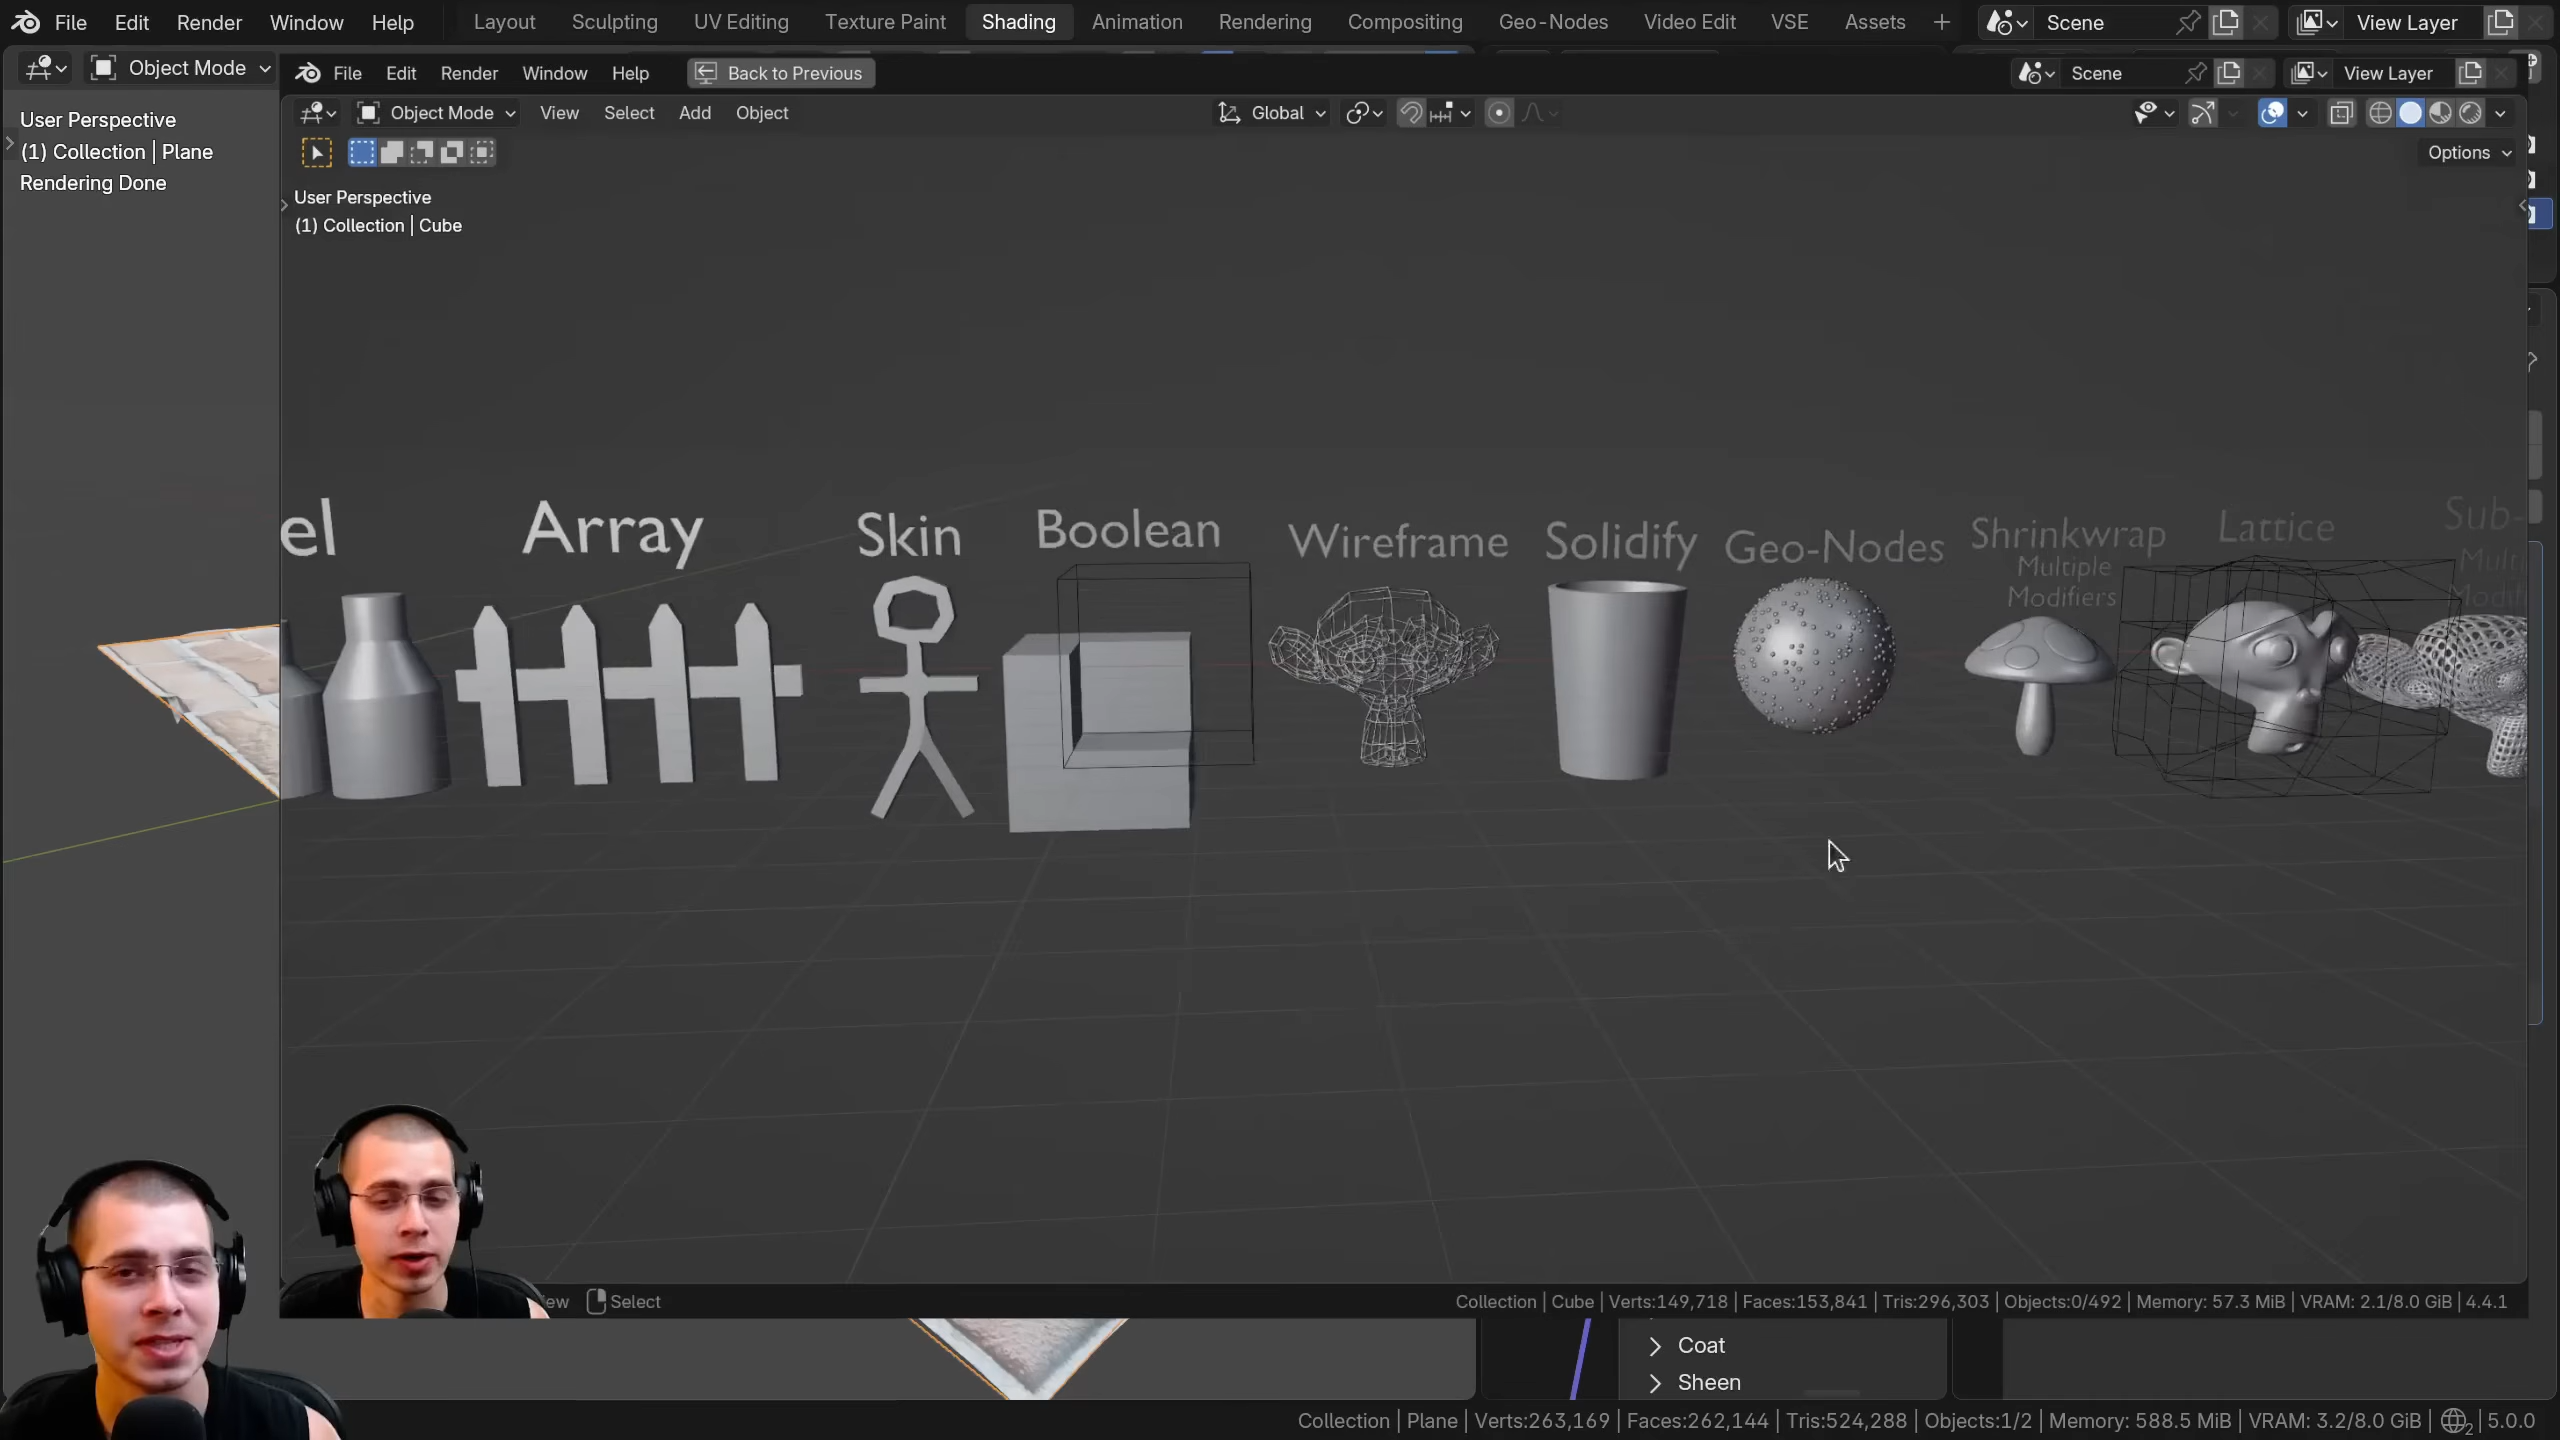 File Edit Render Window Help Layout Sculpting UV Editing Texture Paint Shading Animation Rendering Compositing Geo-Nodes Video Edit VSE Assets Scene View Layer
Object Mode
User Perspective
(1) Collection | Plane
Rendering Done
File Edit Render Window Help Back to Previous Scene View Layer
Object Mode View Select Add Object Global
Options
User Perspective
(1) Collection | Cube
el Array Skin Boolean Wireframe Solidify Geo-Nodes Shrinkwrap Lattice Sub-
Multiple
Modifiers
Select
Collection | Cube | Verts:149,718 | Faces:153,841 | Tris:296,303 | Objects:0/492 | Memory: 57.3 MiB | VRAM: 2.1/8.0 GiB | 4.4.1
Coat
Sheen
Collection | Plane | Verts:263,169 | Faces:262,144 | Tris:524,288 | Objects:1/2 | Memory: 588.5 MiB | VRAM: 3.2/8.0 GiB | 2 | 5.0.0